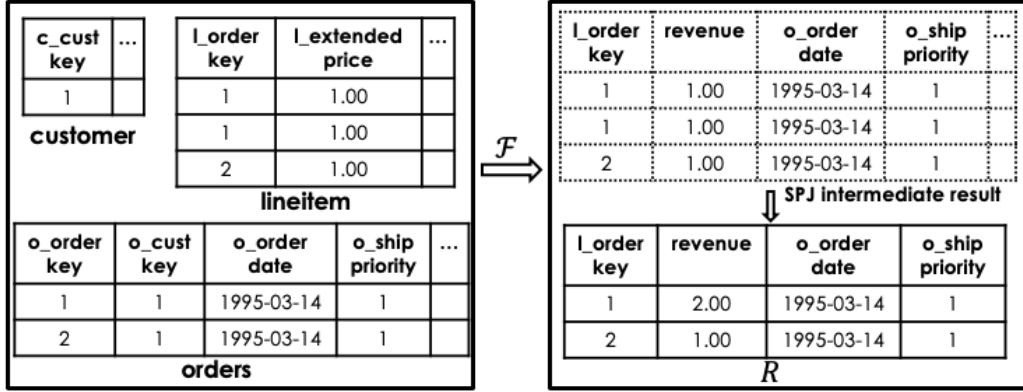 c_cust key ...
1
customer
l_order key l_extended price ...
1 1.00
1 1.00
2 1.00
lineitem
o_order key o_cust key o_order date o_ship priority ...
1 1 1995-03-14 1
2 1 1995-03-14 1
orders
ℱ
l_order key revenue o_order date o_ship priority ...
1 1.00 1995-03-14 1
1 1.00 1995-03-14 1
2 1.00 1995-03-14 1
SPJ intermediate result
l_order key revenue o_order date o_ship priority
1 2.00 1995-03-14 1
2 1.00 1995-03-14 1
R